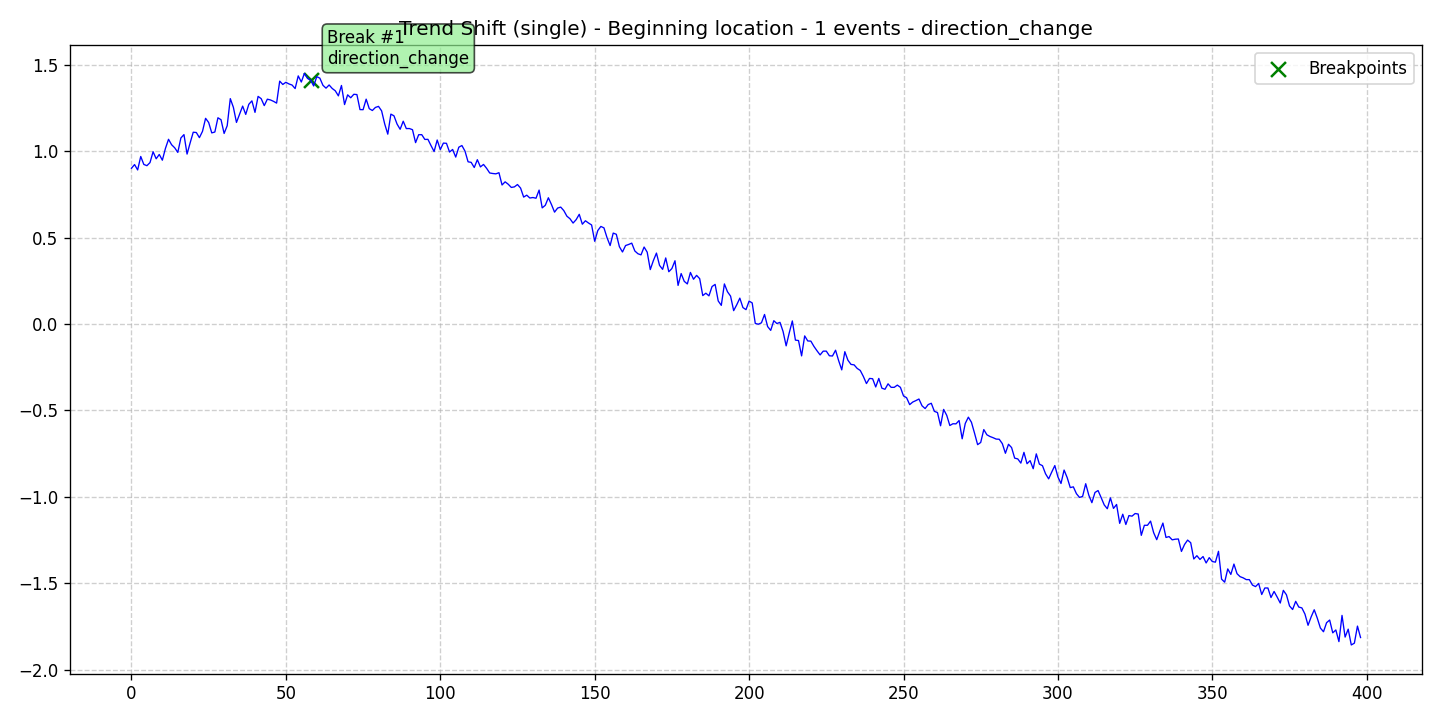 Trend Shift (single) - Beginning location - 1 events - direction_change
Break #1
direction_change
Breakpoints
1.5
1.0
0.5
0.0
−0.5
−1.0
−1.5
−2.0
0 50 100 150 200 250 300 350 400